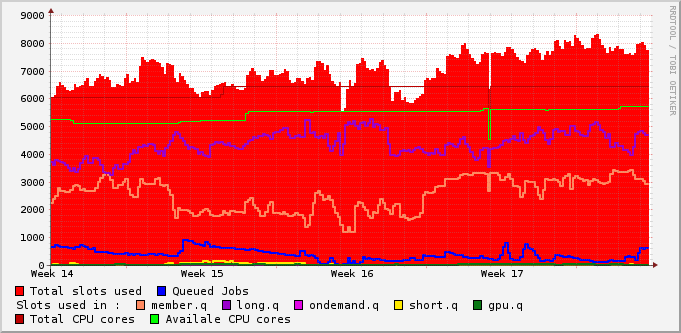 9000
8000
7000
6000
5000
4000
3000
2000
1000
0
Week 14 Week 15 Week 16 Week 17
RRDTOOL / TOBI OETIKER
Total slots used Queued Jobs
Slots used in : member.q long.q ondemand.q short.q gpu.q
Total CPU cores Availale CPU cores